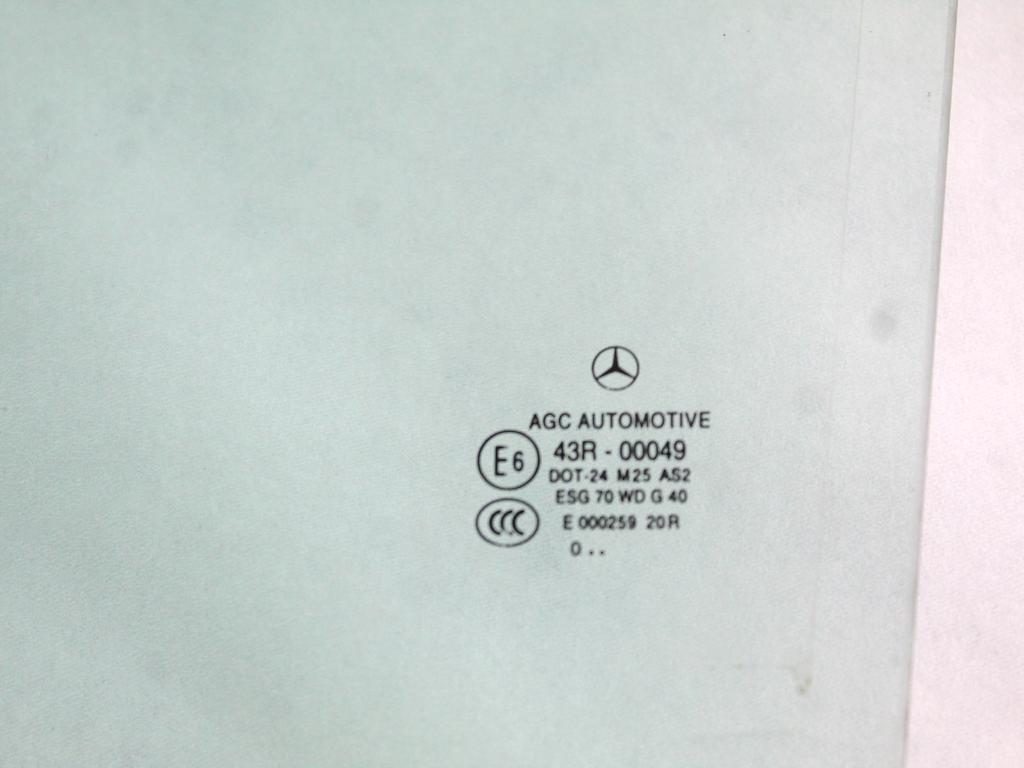 AGC AUTOMOTIVE
E6 43R - 00049
DOT-24 M25 AS2
ESG 70 WD G 40
CCC E 000259 20R
0 . .